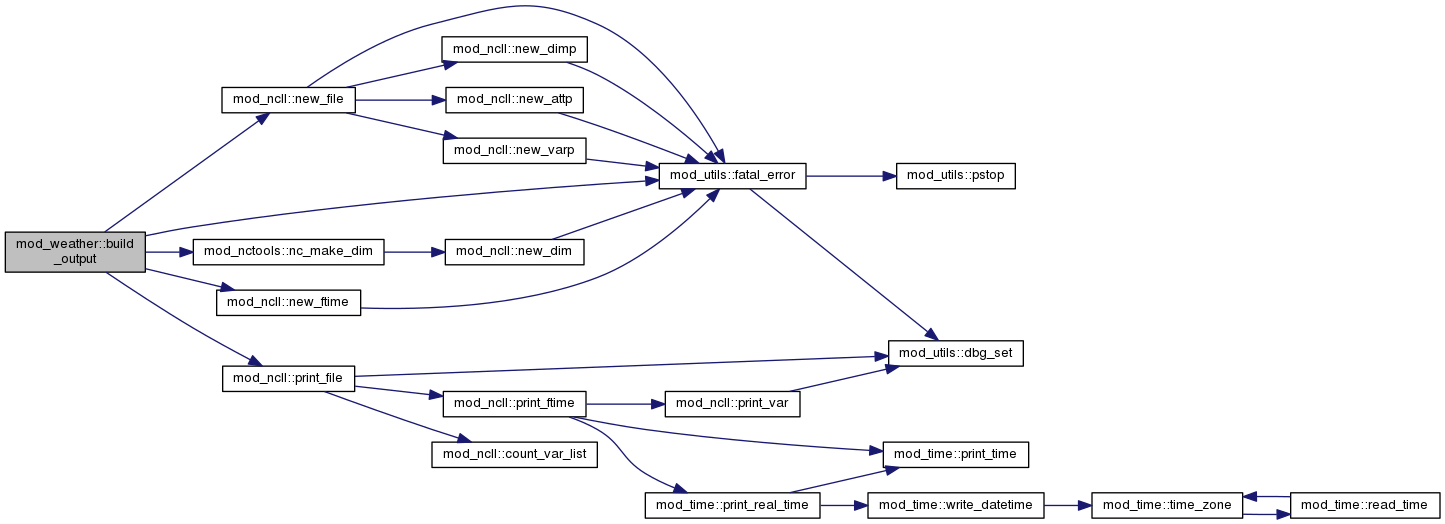 mod_ncll::new_dimp
mod_ncll::new_file
mod_ncll::new_attp
mod_ncll::new_varp
mod_utils::fatal_error
mod_utils::pstop
mod_weather::build
_output
mod_nctools::nc_make_dim
mod_ncll::new_dim
mod_ncll::new_ftime
mod_utils::dbg_set
mod_ncll::print_file
mod_ncll::print_ftime
mod_ncll::print_var
mod_ncll::count_var_list
mod_time::print_time
mod_time::print_real_time
mod_time::write_datetime
mod_time::time_zone
mod_time::read_time